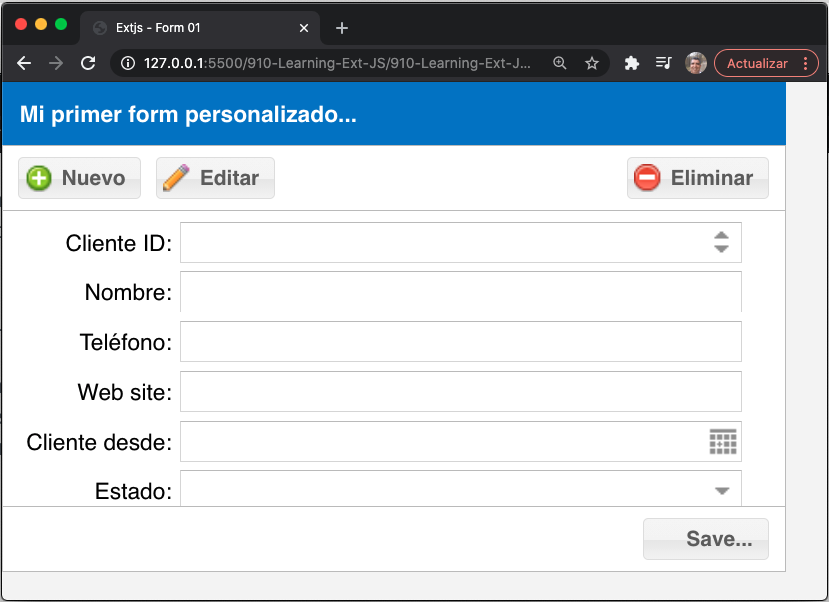 Extjs - Form 01
127.0.0.1:5500/910-Learning-Ext-JS/910-Learning-Ext-J...
Actualizar
Mi primer form personalizado...
Nuevo
Editar
Eliminar
Cliente ID:
Nombre:
Teléfono:
Web site:
Cliente desde:
Estado:
Save...